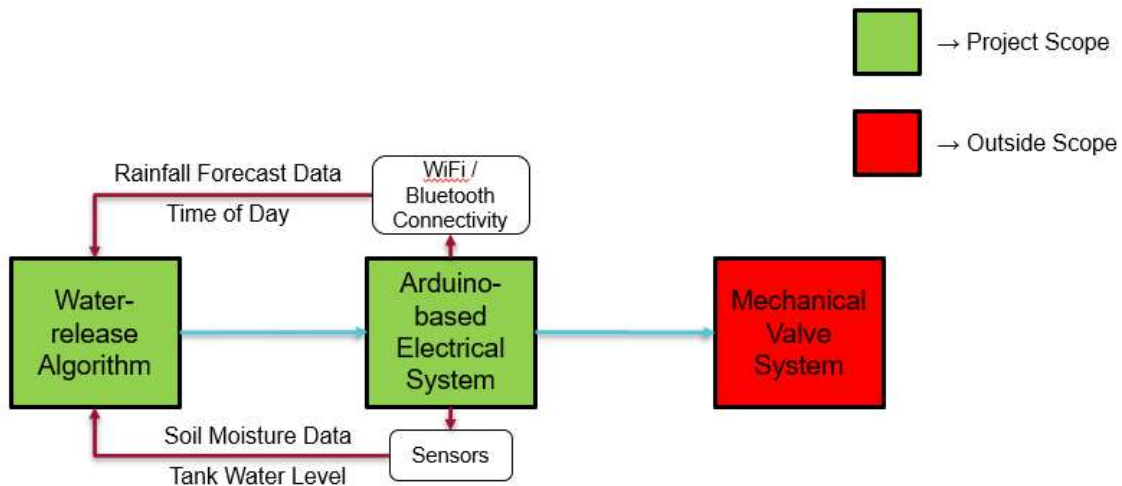 → Project Scope
→ Outside Scope
Rainfall Forecast Data
Time of Day
WiFi /
Bluetooth
Connectivity
Water-
release
Algorithm
Arduino-
based
Electrical
System
Mechanical
Valve
System
Soil Moisture Data
Tank Water Level
Sensors